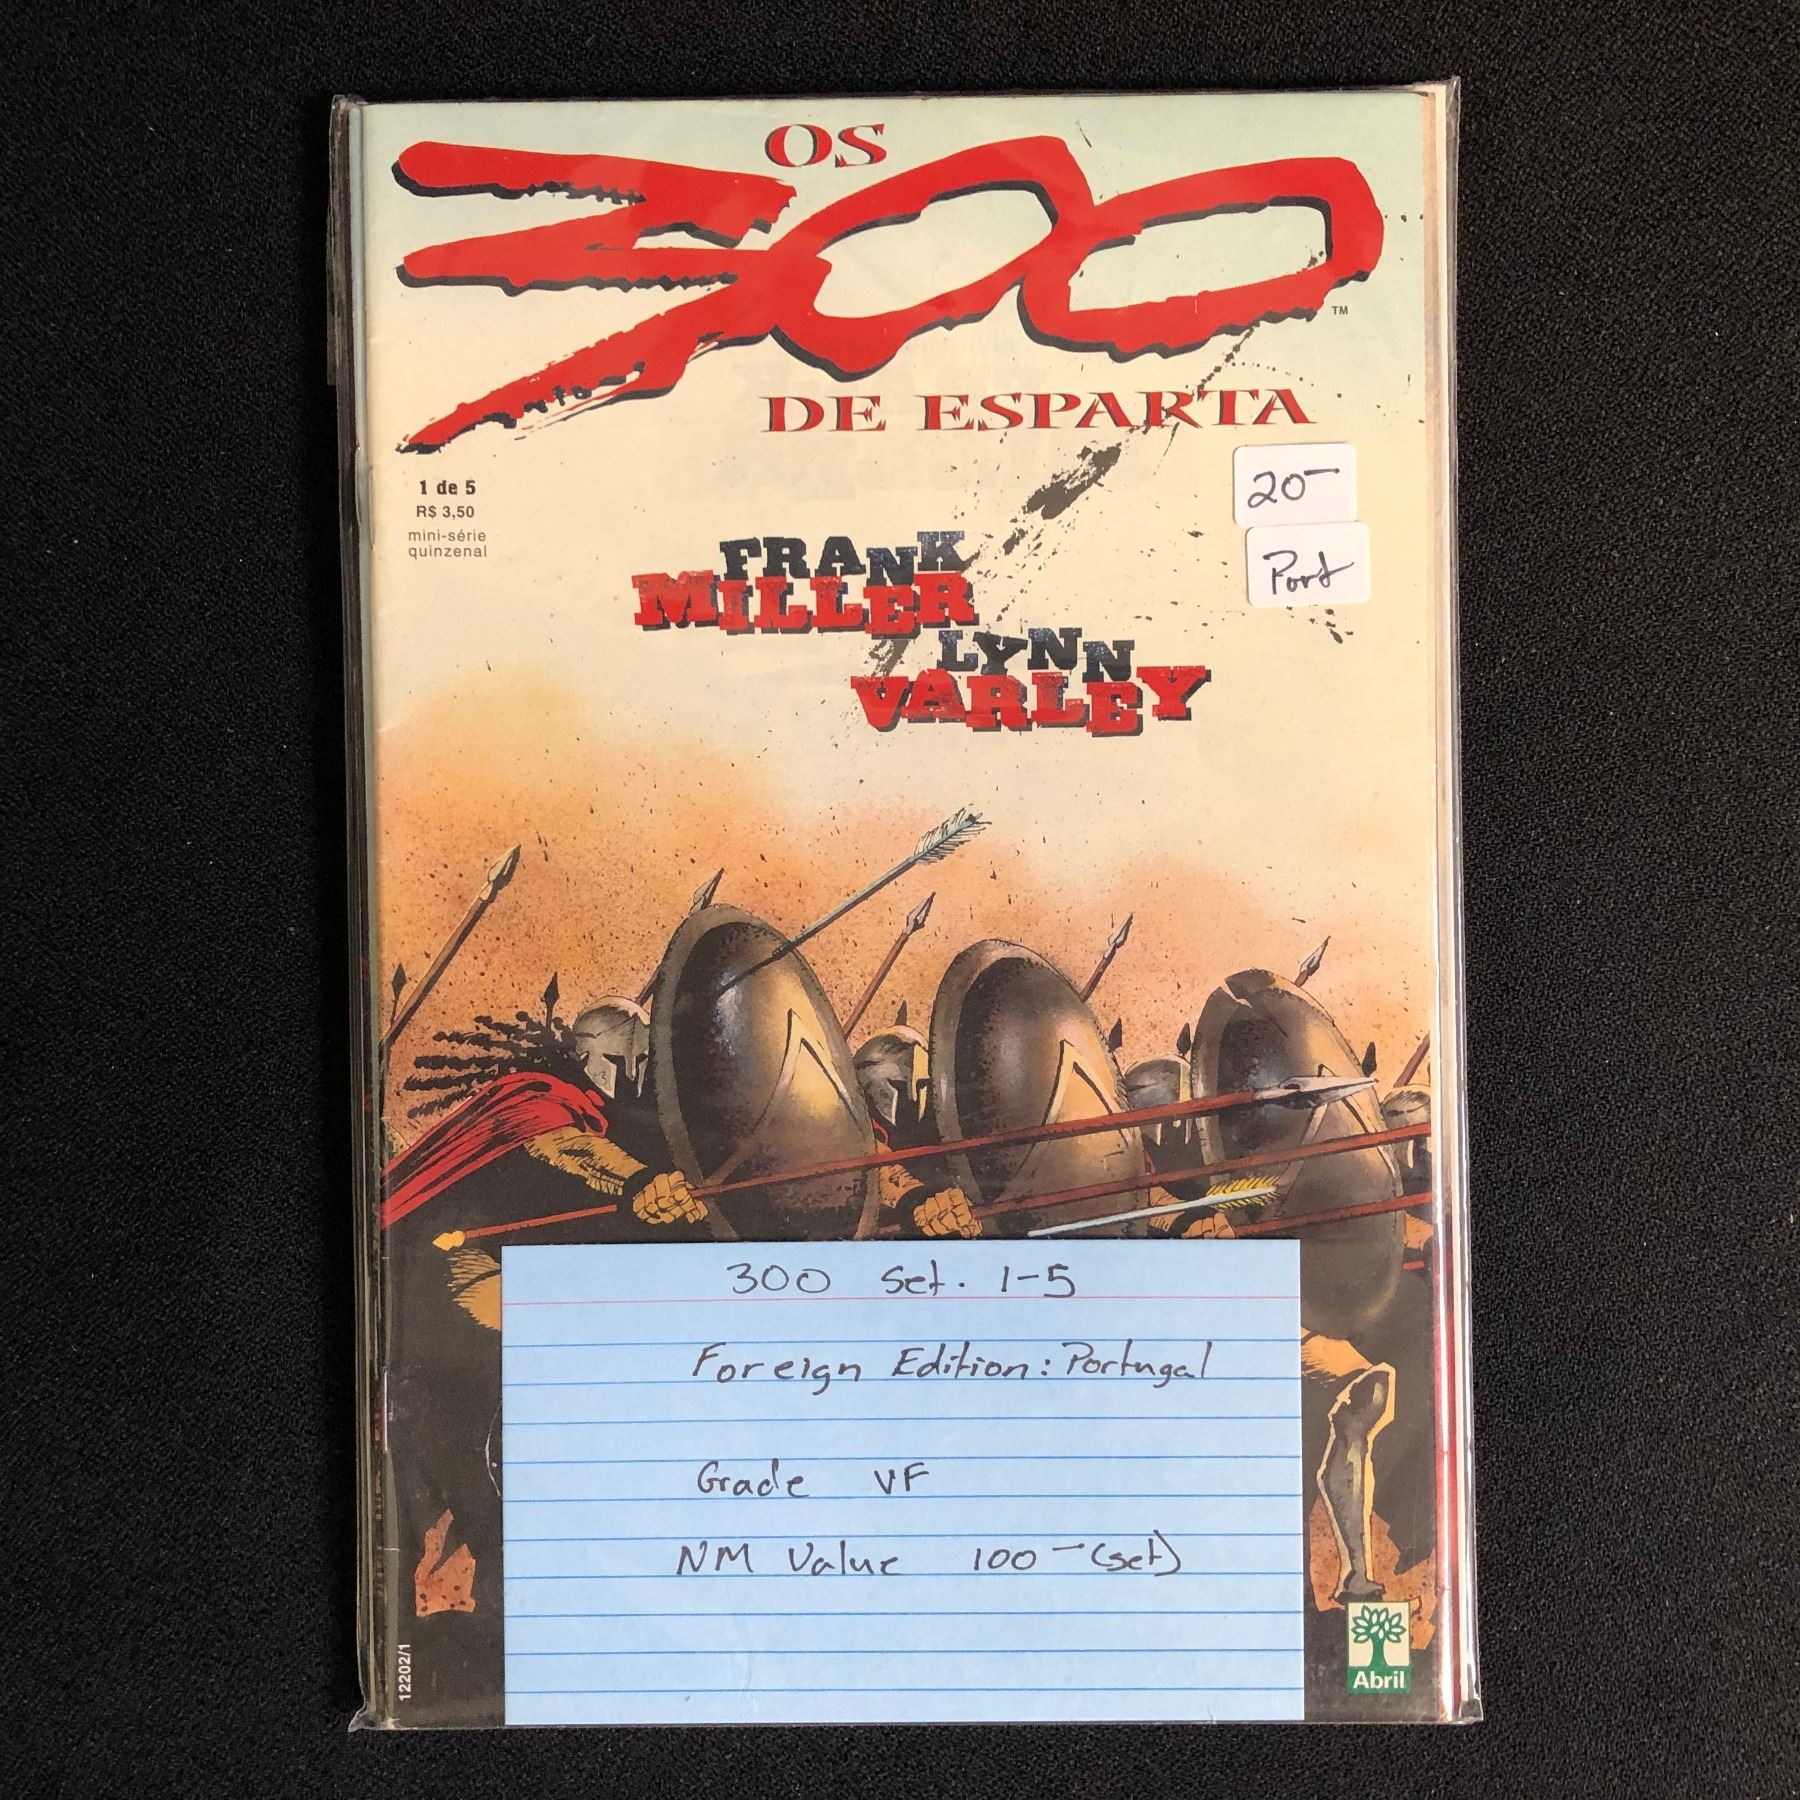 OS
300
TM
DE ESPARTA
1 de 5
R$ 3,50
mini-série
quinzenal
20-
Port
FRANK
MILLER
LYNN
VARLEY
300 Set. 1-5
Foreign Edition: Portugal
Grade VF
NM Value 100- (set)
12202/1
Abril